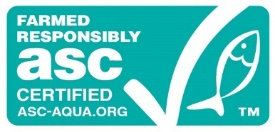 FARMED
RESPONSIBLY
asc
CERTIFIED
ASC-AQUA.ORG
TM